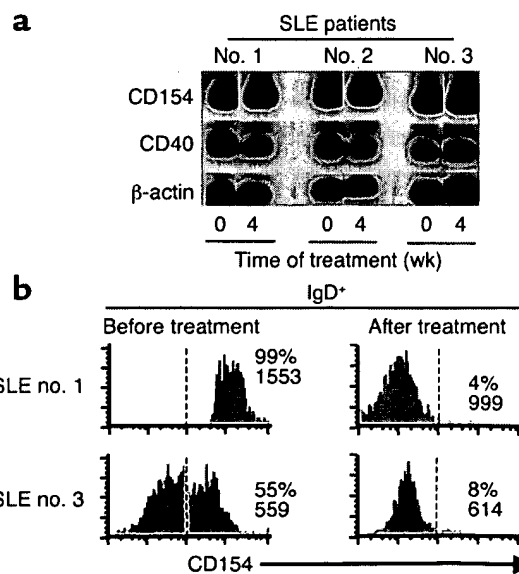 a
SLE patients
No. 1 No. 2 No. 3
CD154
CD40
β-actin
0 4 0 4 0 4
Time of treatment (wk)
b
IgD+
Before treatment After treatment
SLE no. 1
99%
1553
4%
999
SLE no. 3
55%
559
8%
614
CD154